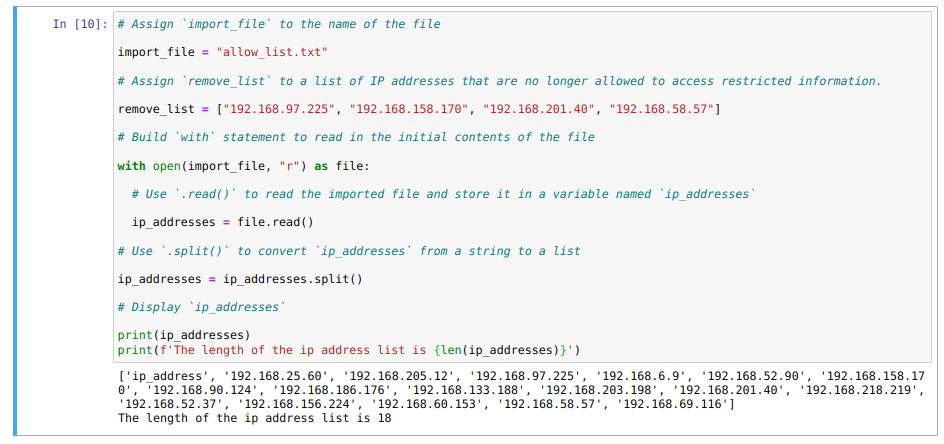 In [10]: # Assign `import_file` to the name of the file
import_file = "allow_list.txt"
# Assign `remove_list` to a list of IP addresses that are no longer allowed to access restricted information.
remove_list = ["192.168.97.225", "192.168.158.170", "192.168.201.40", "192.168.58.57"]
# Build `with` statement to read in the initial contents of the file
with open(import_file, "r") as file:
  # Use `.read()` to read the imported file and store it in a variable named `ip_addresses`
  ip_addresses = file.read()
# Use `.split()` to convert `ip_addresses` from a string to a list
ip_addresses = ip_addresses.split()
# Display `ip_addresses`
print(ip_addresses)
print(f'The length of the ip address list is {len(ip_addresses)}')
['ip_address', '192.168.25.60', '192.168.205.12', '192.168.97.225', '192.168.6.9', '192.168.52.90', '192.168.158.17
0', '192.168.90.124', '192.168.186.176', '192.168.133.188', '192.168.203.198', '192.168.201.40', '192.168.218.219',
'192.168.52.37', '192.168.156.224', '192.168.60.153', '192.168.58.57', '192.168.69.116']
The length of the ip address list is 18